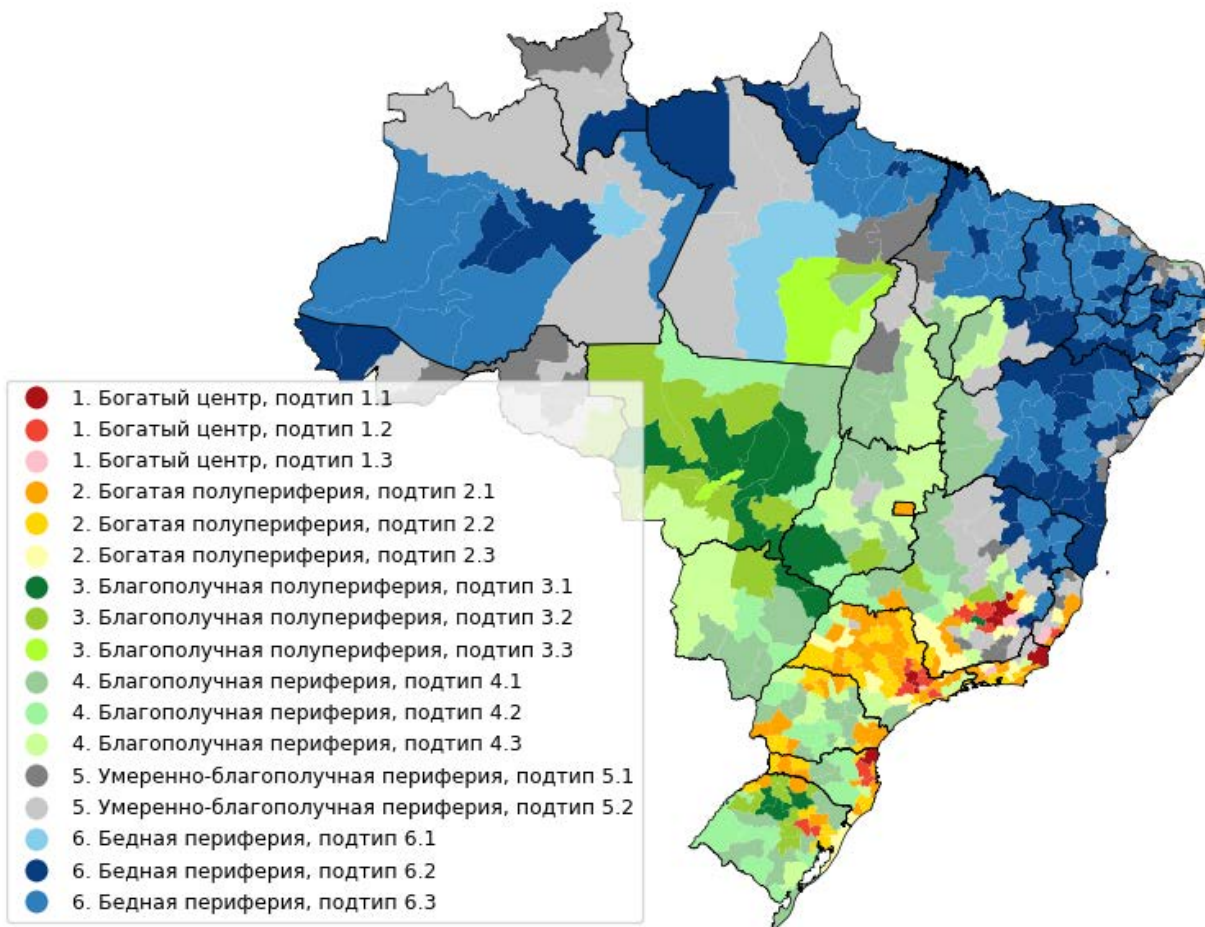 1. Богатый центр, подтип 1.1
1. Богатый центр, подтип 1.2
1. Богатый центр, подтип 1.3
2. Богатая полупериферия, подтип 2.1
2. Богатая полупериферия, подтип 2.2
2. Богатая полупериферия, подтип 2.3
3. Благополучная полупериферия, подтип 3.1
3. Благополучная полупериферия, подтип 3.2
3. Благополучная полупериферия, подтип 3.3
4. Благополучная периферия, подтип 4.1
4. Благополучная периферия, подтип 4.2
4. Благополучная периферия, подтип 4.3
5. Умеренно-благополучная периферия, подтип 5.1
5. Умеренно-благополучная периферия, подтип 5.2
6. Бедная периферия, подтип 6.1
6. Бедная периферия, подтип 6.2
6. Бедная периферия, подтип 6.3